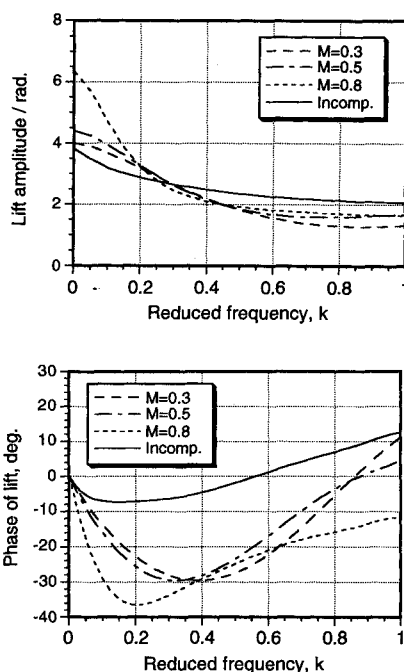 8
6
4
2
0
Lift amplitude / rad.
M=0.3
M=0.5
M=0.8
Incomp.
0 0.2 0.4 0.6 0.8 1
Reduced frequency, k
30
20
10
0
-10
-20
-30
-40
Phase of lift, deg.
M=0.3
M=0.5
M=0.8
Incomp.
0 0.2 0.4 0.6 0.8 1
Reduced frequency, k